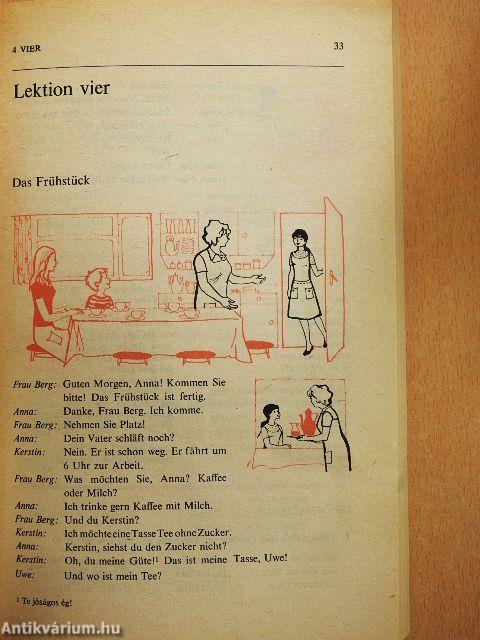 4 VIER 33
Lektion vier
Das Frühstück
Frau Berg: Guten Morgen, Anna! Kommen Sie
bitte! Das Frühstück ist fertig.
Anna: Danke, Frau Berg. Ich komme.
Frau Berg: Nehmen Sie Platz!
Anna: Dein Vater schläft noch?
Kerstin: Nein. Er ist schon weg. Er fährt um
6 Uhr zur Arbeit.
Frau Berg: Was möchten Sie, Anna? Kaffee
oder Milch?
Anna: Ich trinke gern Kaffee mit Milch.
Frau Berg: Und du Kerstin?
Kerstin: Ich möchte eine Tasse Tee ohne Zucker.
Anna: Kerstin, siehst du den Zucker nicht?
Kerstin: Oh, du meine Güte!¹ Das ist meine Tasse, Uwe!
Uwe: Und wo ist mein Tee?
¹ Te jóságos ég!
Antikvárium.hu